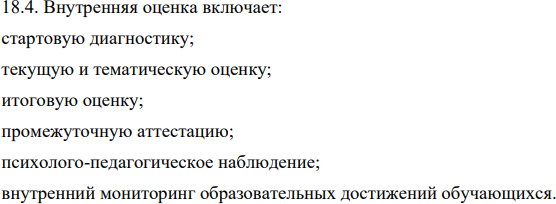 18.4. Внутренняя оценка включает:
стартовую диагностику;
текущую и тематическую оценку;
итоговую оценку;
промежуточную аттестацию;
психолого-педагогическое наблюдение;
внутренний мониторинг образовательных достижений обучающихся.